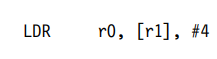 LDR r0, [r1], #4